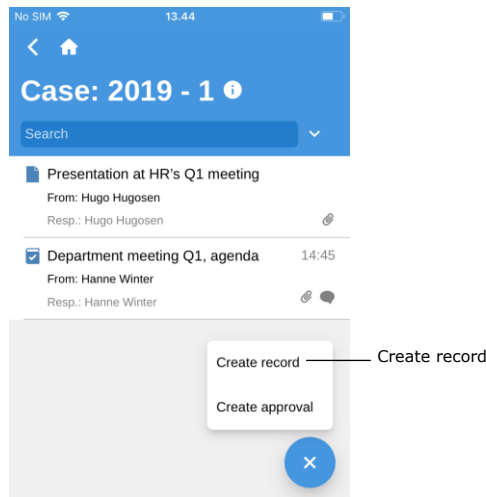 No SIM 13.44
Case: 2019 - 1
Search
Presentation at HR's Q1 meeting
From: Hugo Hugosen
Resp.: Hugo Hugosen
Department meeting Q1, agenda 14:45
From: Hanne Winter
Resp.: Hanne Winter
Create record Create record
Create approval